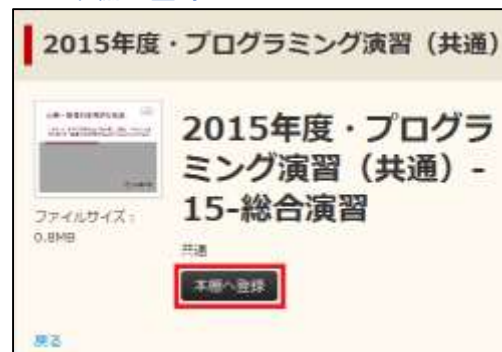 2015年度・プログラミング演習（共通）
2015年度・プログラ
ミング演習（共通）-
15-総合演習
ファイルサイズ：
0.8MB
共通
本棚へ登録
戻る